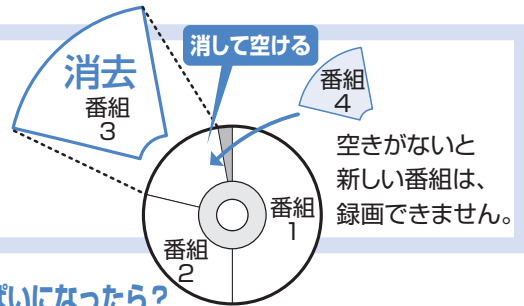 消して空ける
消去
番組
3
番組
4
空きがないと
新しい番組は、
録画できません。
番組
1
番組
2
ぱいになったら？